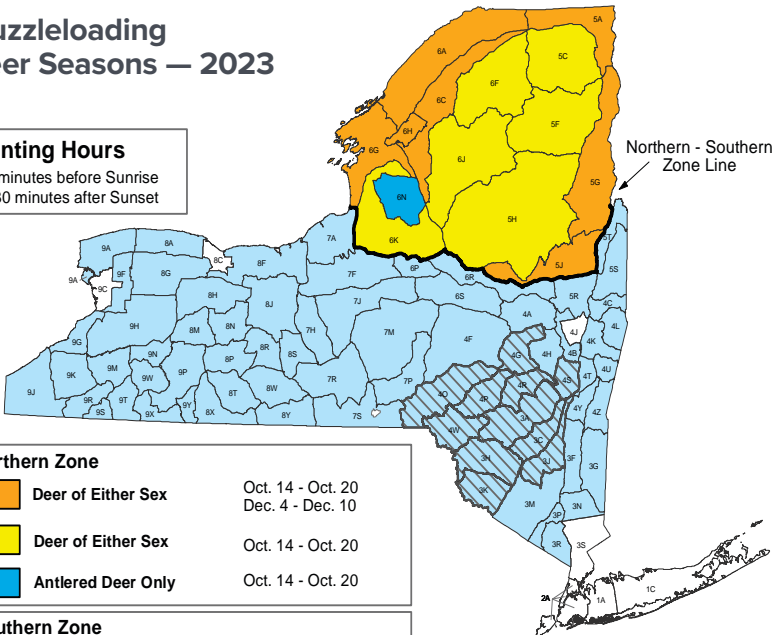 uzzleloading
eer Seasons — 2023
nting Hours
minutes before Sunrise
30 minutes after Sunset
Northern - Southern
Zone Line
5A
6A
5C
6F
6C
5F
6H
6G
6J
5G
6N
5H
6K
5J
5T
7A
9A
8A
8C
8F
6P
6R
5S
9A
9F
8G
7F
9C
8H
7J
6S
5R
4C
8J
4A
9H
8M
8N
7H
7M
4F
4J
4L
4K
9G
8R
8S
4G
4H
4B
9N
8P
9M
9P
4U
9K
9W
7R
7P
4R
4S
4T
9J
8T
8W
4O
4P
9R
9T
9Y
4Y
4Z
9S
9X
8X
8Y
7S
3A
4W
3C
3H
3J
3F
3G
3K
3M
3N
3P
3R
3S
2A
1A
1C
rthern Zone
Deer of Either Sex
Oct. 14 - Oct. 20
Dec. 4 - Dec. 10
Deer of Either Sex
Oct. 14 - Oct. 20
Antlered Deer Only
Oct. 14 - Oct. 20
uthern Zone